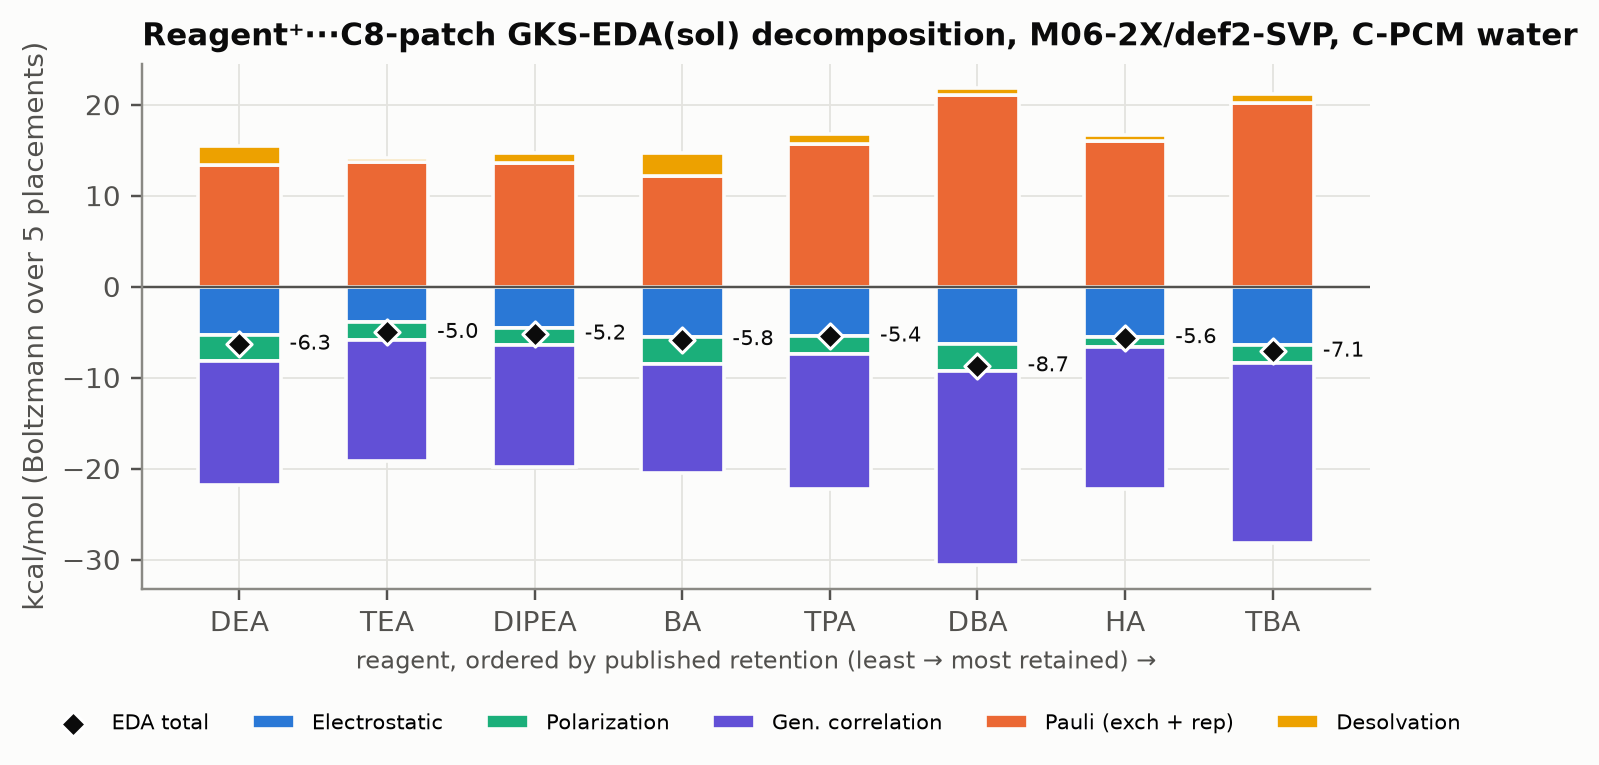 Reagent⁺···C8-patch GKS-EDA(sol) decomposition, M06-2X/def2-SVP, C-PCM water
kcal/mol (Boltzmann over 5 placements)
20
10
0
−10
−20
−30
-6.3
-5.0
-5.2
-5.8
-5.4
-8.7
-5.6
-7.1
DEA TEA DIPEA BA TPA DBA HA TBA
reagent, ordered by published retention (least → most retained) →
EDA total Electrostatic Polarization Gen. correlation Pauli (exch + rep) Desolvation